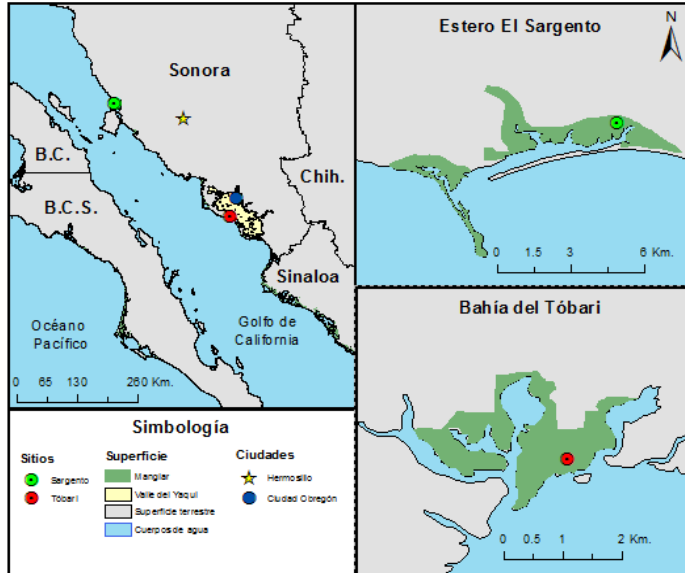 Sonora
B.C.
B.C.S.
Chih.
Sinaloa
Océano
Pacífico
Golfo de
California
0 65 130 260 Km.
Estero El Sargento
N
0 1.5 3 6 Km.
Bahía del Tóbari
0 0.5 1 2 Km.
Simbología
Sitios
Sargento
Tóbari
Superficie
Manglar
Valle del Yaqui
Superficie terrestre
Cuerpos de agua
Ciudades
Hermosillo
Ciudad Obregón